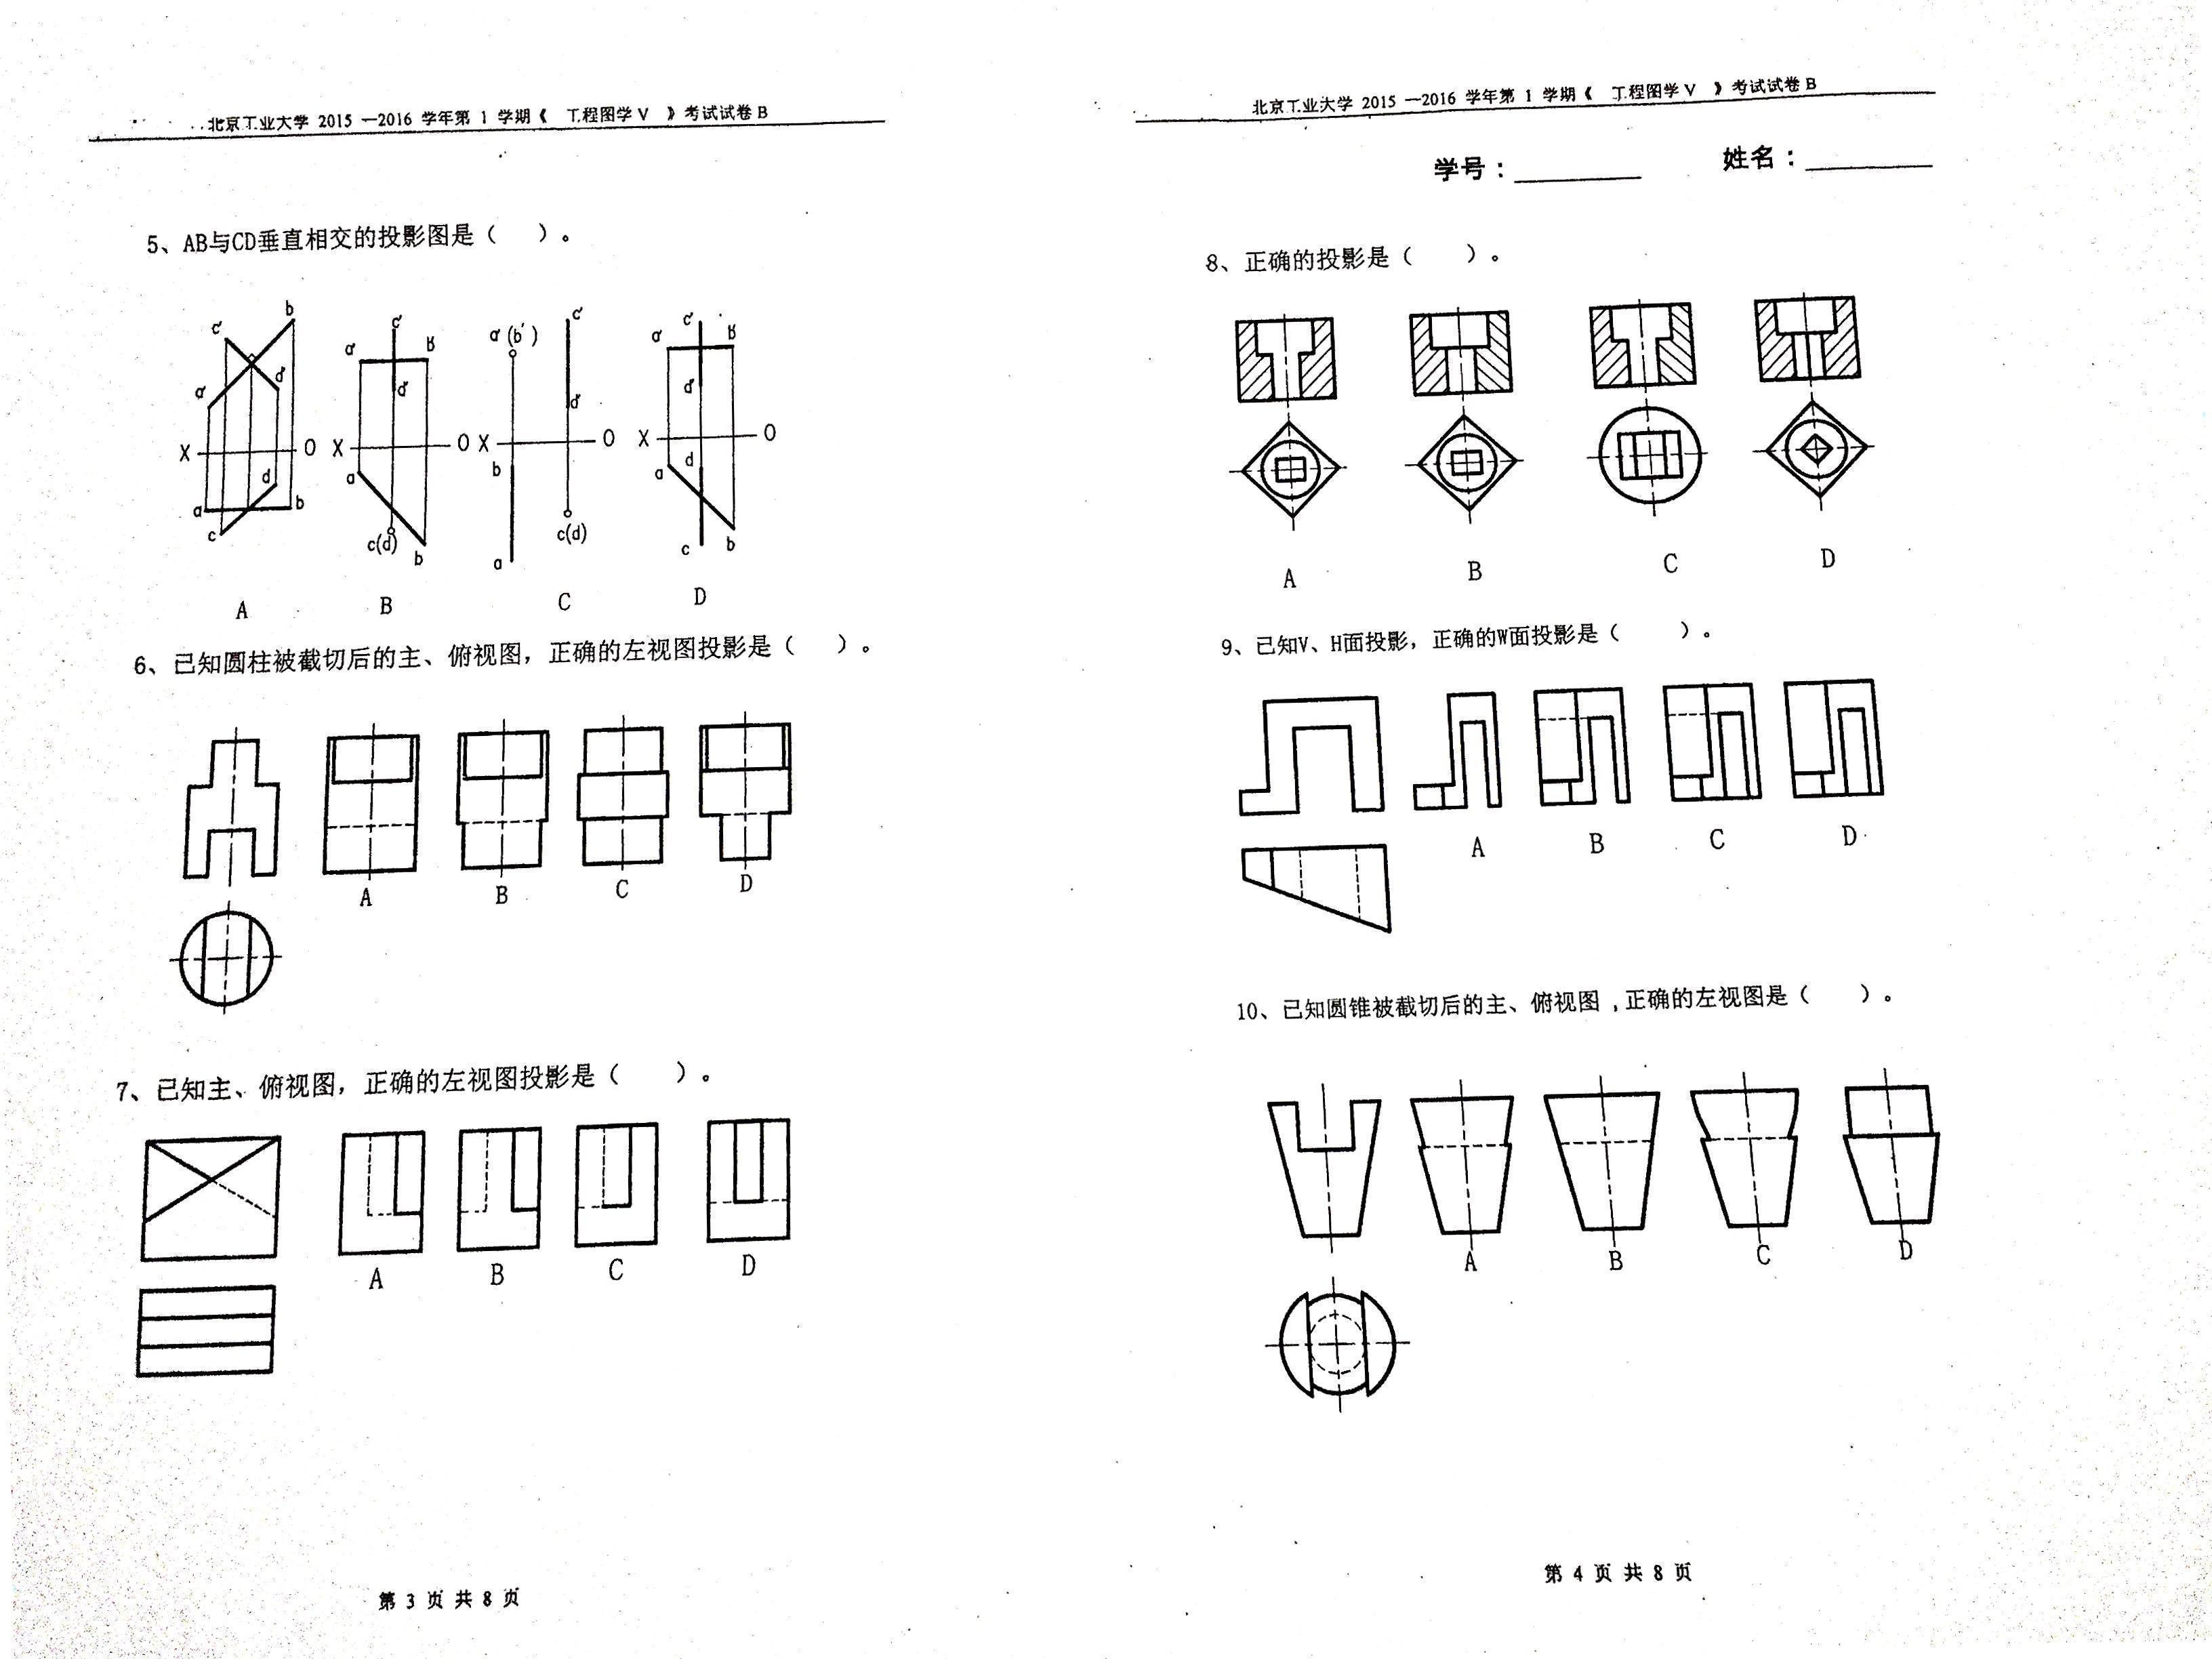 北京工业大学 2015 —2016 学年第 1 学期《 工程图学 V 》考试试卷 B
5、AB与CD垂直相交的投影图是（ ）。
c' b
a' d'
X O
d
a b
c
A
c'
a' B
d'
X O
a
c(d)
b
B
a'(b') c'
d'
X O
b
c(d)
a
C
c'
a' B
d'
X O
d
a
c b
D
6、已知圆柱被截切后的主、俯视图，正确的左视图投影是（ ）。
A B C D
7、已知主、俯视图，正确的左视图投影是（ ）。
A B C D
第 3 页 共 8 页
北京工业大学 2015 —2016 学年第 1 学期《 工程图学 V 》考试试卷 B
学号：________ 姓名：________
8、正确的投影是（ ）。
A B C D
9、已知V、H面投影，正确的W面投影是（ ）。
A B C D
10、已知圆锥被截切后的主、俯视图，正确的左视图是（ ）。
A B C D
第 4 页 共 8 页